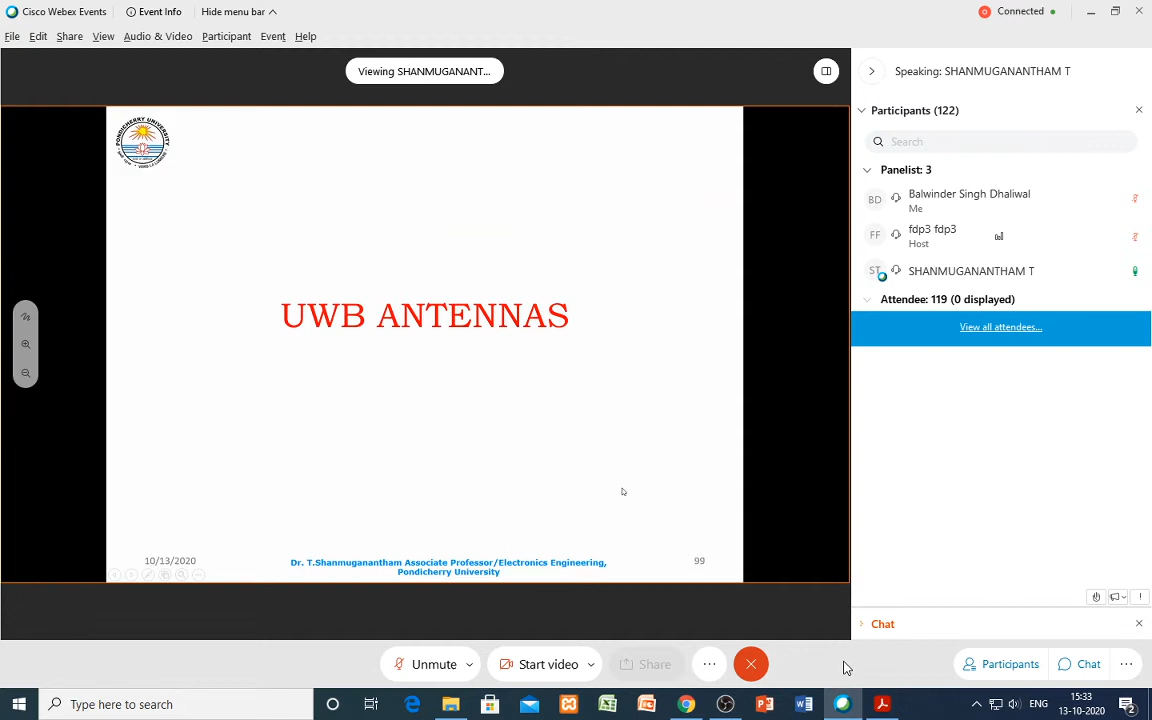 Cisco Webex Events
Event Info
Hide menu bar
Connected
File Edit Share View Audio & Video Participant Event Help
Viewing SHANMUGANANT...
Speaking: SHANMUGANANTHAM T
Participants (122)
Search
Panelist: 3
BD Balwinder Singh Dhaliwal
Me
FF fdp3 fdp3
Host
ST SHANMUGANANTHAM T
Attendee: 119 (0 displayed)
View all attendees...
PONDICHERRY UNIVERSITY
UWB ANTENNAS
10/13/2020
Dr. T.Shanmuganantham Associate Professor/Electronics Engineering,
Pondicherry University
99
Chat
Unmute
Start video
Share
Participants
Chat
Type here to search
ENG
15:33
13-10-2020
2